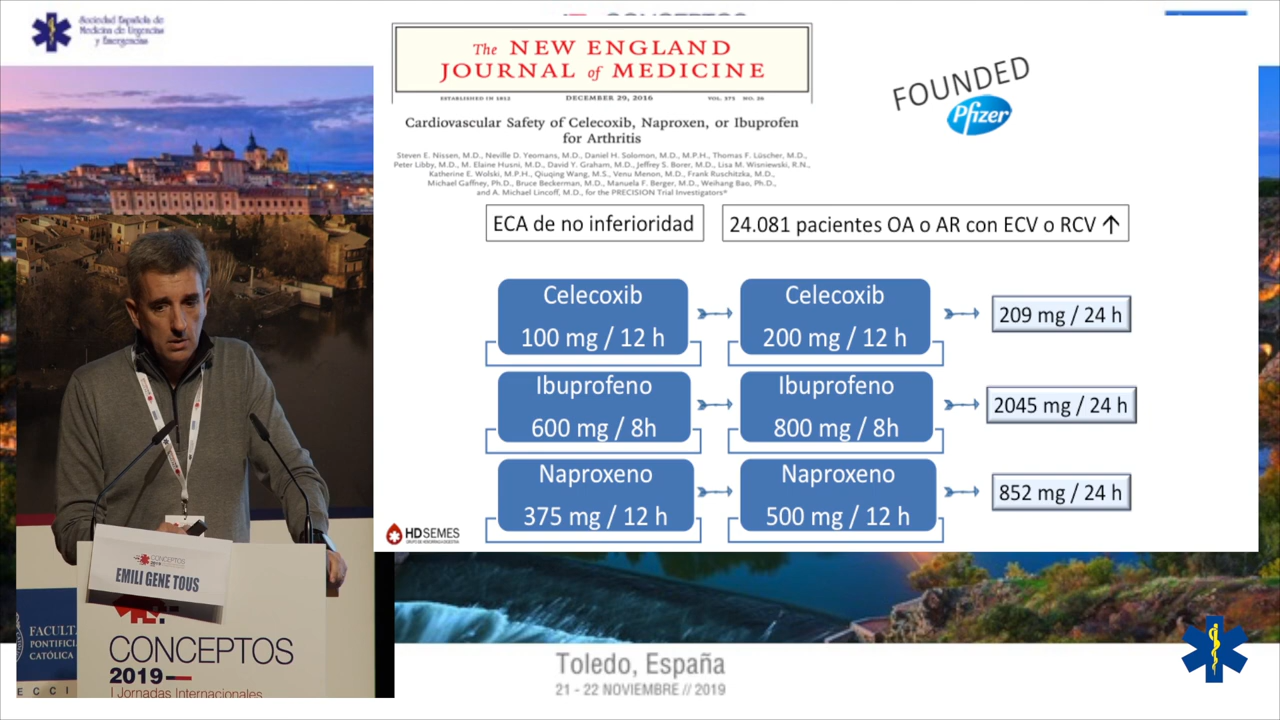 Sociedad Española de
Medicina de Urgencias
y Emergencias
CONCEPTOS
The NEW ENGLAND
JOURNAL of MEDICINE
ESTABLISHED IN 1812 DECEMBER 29, 2016 VOL. 375 NO. 26
Cardiovascular Safety of Celecoxib, Naproxen, or Ibuprofen
for Arthritis
Steven E. Nissen, M.D., Neville D. Yeomans, M.D., Daniel H. Solomon, M.D., M.P.H., Thomas F. Lüscher, M.D.,
Peter Libby, M.D., M. Elaine Husni, M.D., David Y. Graham, M.D., Jeffrey S. Borer, M.D., Lisa M. Wisniewski, R.N.,
Katherine E. Wolski, M.P.H., Qiuqing Wang, M.S., Venu Menon, M.D., Frank Ruschitzka, M.D.,
Michael Gaffney, Ph.D., Bruce Beckerman, M.D., Manuela F. Berger, M.D., Weihang Bao, Ph.D.,
and A. Michael Lincoff, M.D., for the PRECISION Trial Investigators*
FOUNDED
Pfizer
ECA de no inferioridad
24.081 pacientes OA o AR con ECV o RCV ↑
Celecoxib
100 mg / 12 h
Celecoxib
200 mg / 12 h
209 mg / 24 h
Ibuprofeno
600 mg / 8h
Ibuprofeno
800 mg / 8h
2045 mg / 24 h
Naproxeno
375 mg / 12 h
Naproxeno
500 mg / 12 h
852 mg / 24 h
HDSEMES
GRUPO DE HEMORRAGIA DIGESTIVA
CONCEPTOS
2019
EMILI GENE TOUS
FACULT
PONTIFICI
CATÓLICA
E C C I
CONCEPTOS
2019
I Jornadas Internacionales
Toledo, España
21 - 22 NOVIEMBRE // 2019